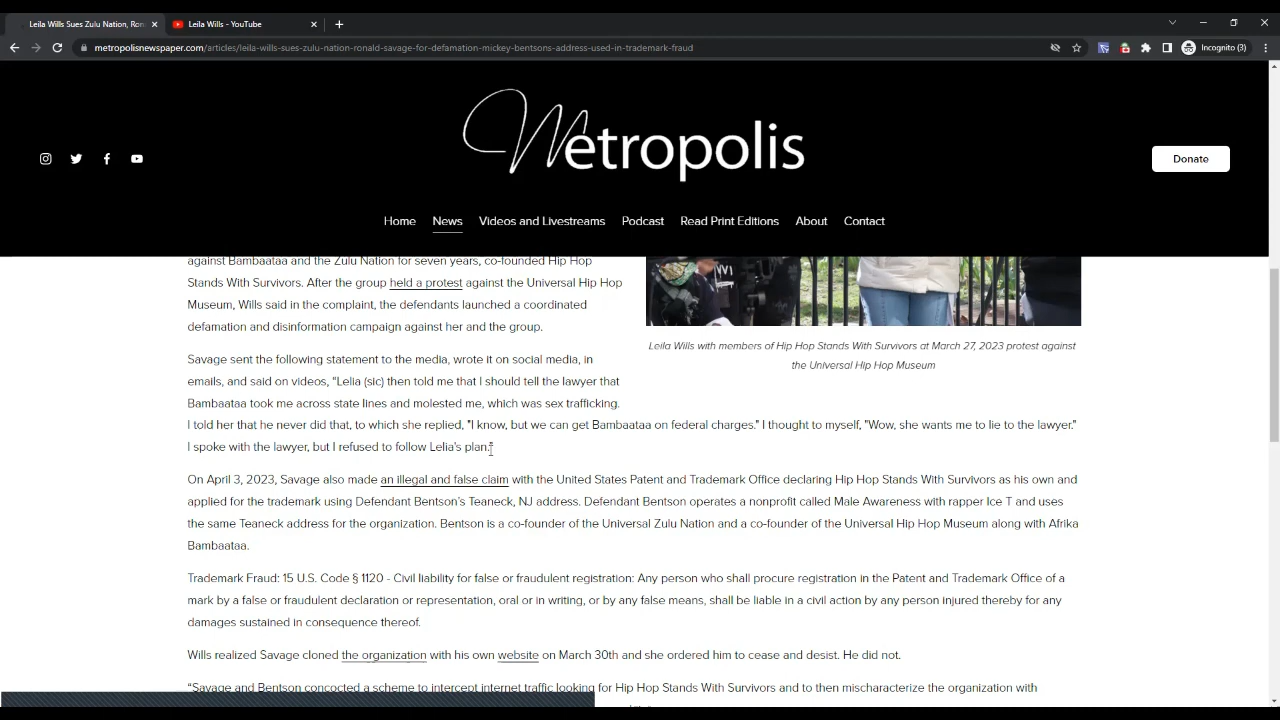 Leila Wills Sues Zulu Nation, Ron
Leila Wills - YouTube
metropolisnewspaper.com/articles/leila-wills-sues-zulu-nation-ronald-savage-for-defamation-mickey-bentsons-address-used-in-trademark-fraud
Incognito (3)
Metropolis
Donate
Home News Videos and Livestreams Podcast Read Print Editions About Contact
against Bambaataa and the Zulu Nation for seven years, co-founded Hip Hop
Stands With Survivors. After the group held a protest against the Universal Hip Hop
Museum, Wills said in the complaint, the defendants launched a coordinated
defamation and disinformation campaign against her and the group.
Leila Wills with members of Hip Hop Stands With Survivors at March 27, 2023 protest against
the Universal Hip Hop Museum
Savage sent the following statement to the media, wrote it on social media, in
emails, and said on videos, "Lelia (sic) then told me that I should tell the lawyer that
Bambaataa took me across state lines and molested me, which was sex trafficking.
I told her that he never did that, to which she replied, "I know, but we can get Bambaataa on federal charges." I thought to myself, "Wow, she wants me to lie to the lawyer."
I spoke with the lawyer, but I refused to follow Lelia's plan."
On April 3, 2023, Savage also made an illegal and false claim with the United States Patent and Trademark Office declaring Hip Hop Stands With Survivors as his own and
applied for the trademark using Defendant Bentson's Teaneck, NJ address. Defendant Bentson operates a nonprofit called Male Awareness with rapper Ice T and uses
the same Teaneck address for the organization. Bentson is a co-founder of the Universal Zulu Nation and a co-founder of the Universal Hip Hop Museum along with Afrika
Bambaataa.
Trademark Fraud: 15 U.S. Code § 1120 - Civil liability for false or fraudulent registration: Any person who shall procure registration in the Patent and Trademark Office of a
mark by a false or fraudulent declaration or representation, oral or in writing, or by any false means, shall be liable in a civil action by any person injured thereby for any
damages sustained in consequence thereof.
Wills realized Savage cloned the organization with his own website on March 30th and she ordered him to cease and desist. He did not.
“Savage and Bentson concocted a scheme to intercept internet traffic looking for Hip Hop Stands With Survivors and to then mischaracterize the organization with